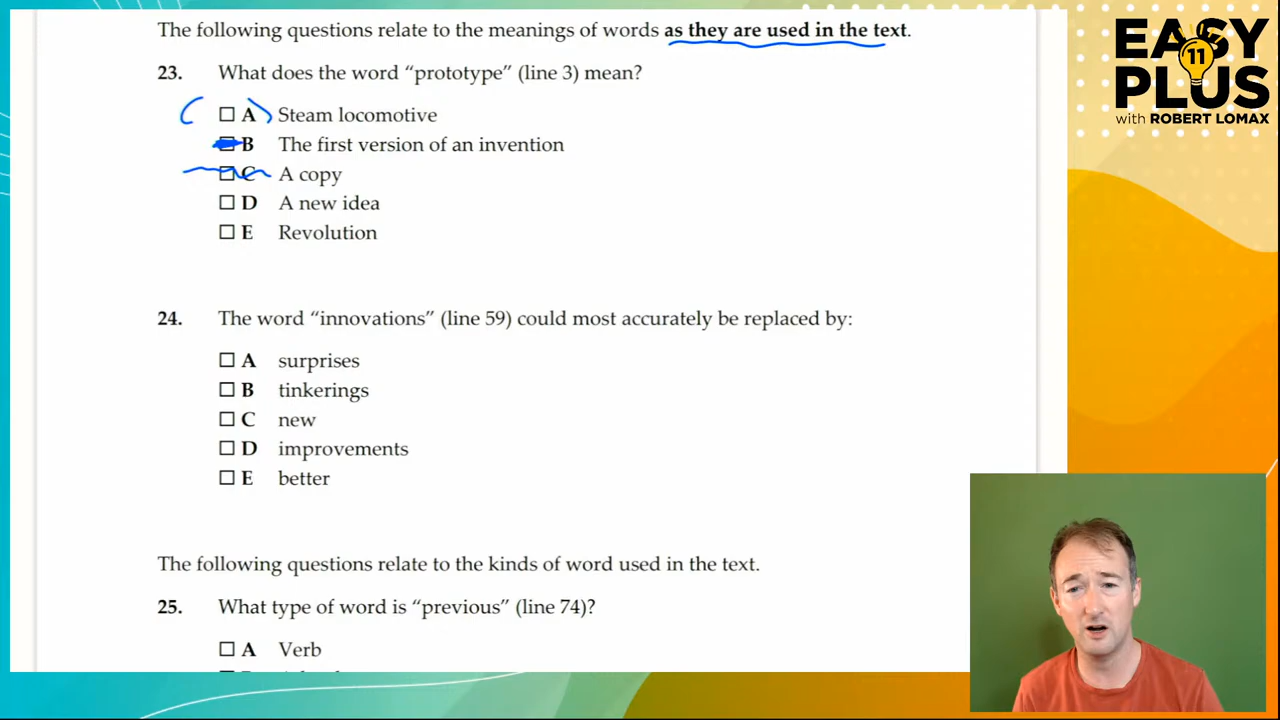 The following questions relate to the meanings of words as they are used in the text.
23. What does the word “prototype” (line 3) mean?
A Steam locomotive
B The first version of an invention
C A copy
D A new idea
E Revolution
24. The word “innovations” (line 59) could most accurately be replaced by:
A surprises
B tinkerings
C new
D improvements
E better
The following questions relate to the kinds of word used in the text.
25. What type of word is “previous” (line 74)?
A Verb
EASY
11
PLUS
with ROBERT LOMAX